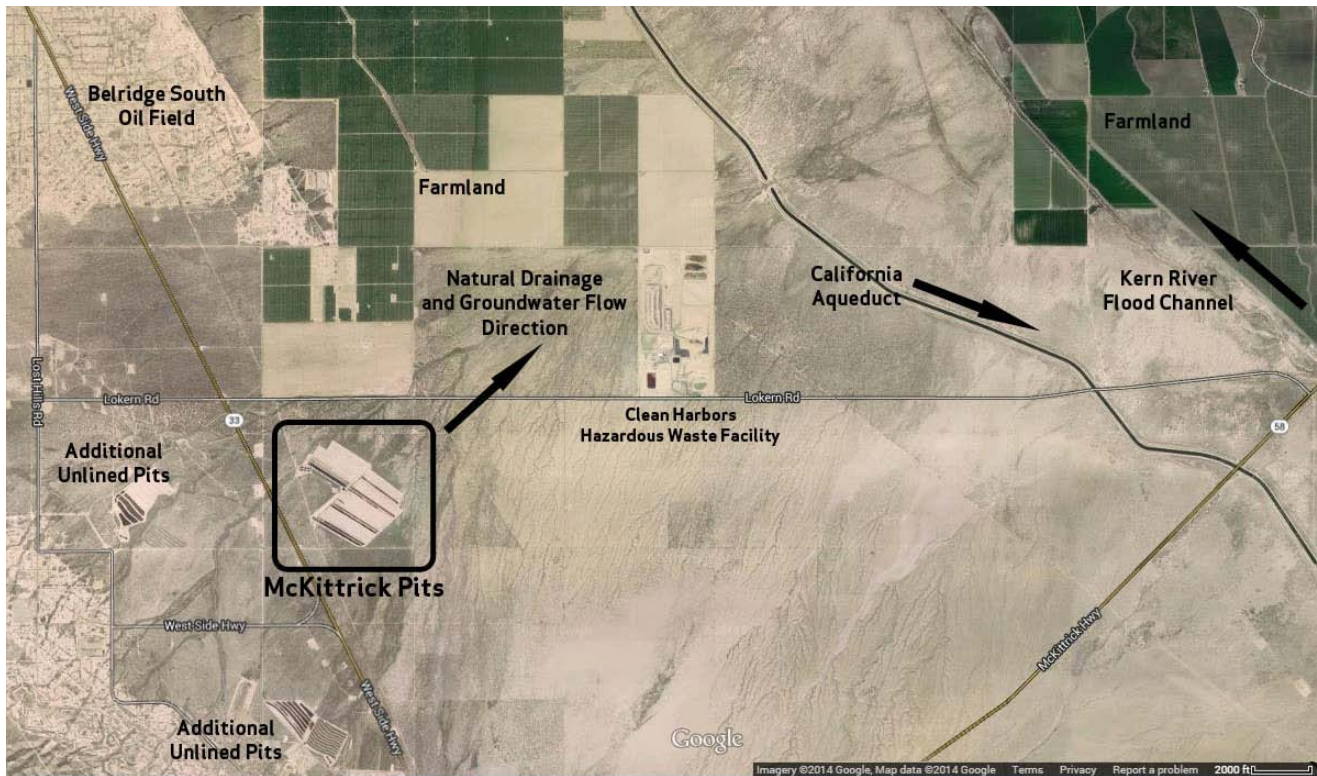 West Side Hwy
Belridge South
Oil Field
Farmland
Farmland
Natural Drainage
and Groundwater Flow
Direction
California
Aqueduct
Kern River
Flood Channel
Lost Hills Rd
Lokern Rd
Lokern Rd
33
58
Clean Harbors
Hazardous Waste Facility
Additional
Unlined Pits
McKittrick Pits
West Side Hwy
West Side Hwy
McKittrick Hwy
Additional
Unlined Pits
Google
Imagery ©2014 Google, Map data ©2014 Google Terms Privacy Report a problem 2000 ft